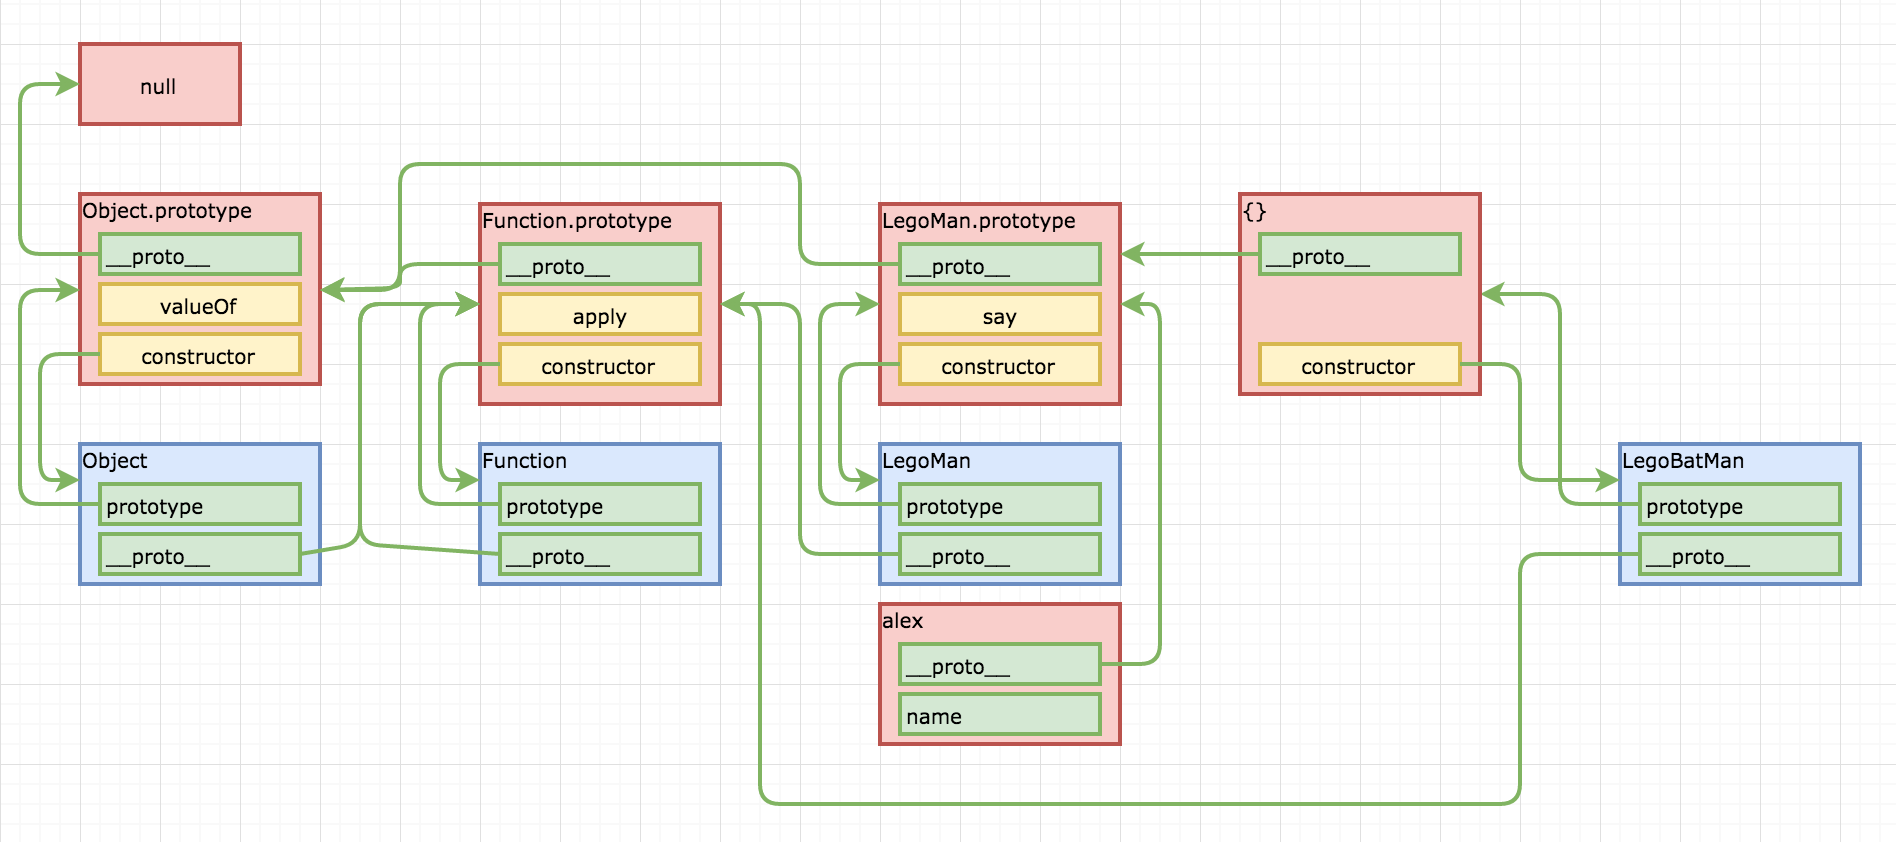 null
Object.prototype
__proto__
valueOf
constructor
Function.prototype
__proto__
apply
constructor
LegoMan.prototype
__proto__
say
constructor
{}
__proto__
constructor
Object
prototype
__proto__
Function
prototype
__proto__
LegoMan
prototype
__proto__
LegoBatMan
prototype
__proto__
alex
__proto__
name